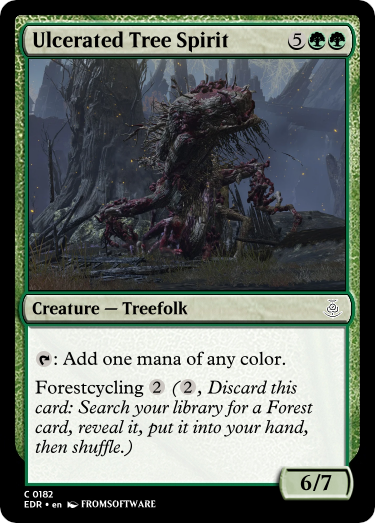 Ulcerated Tree Spirit 5
: Add one mana of any color.
Creature — Treefolk
Forestcycling 2 (2, Discard this
card: Search your library for a Forest
card, reveal it, put it into your hand,
then shuffle.)
6/7
C 0182
EDR • en FROMSOFTWARE